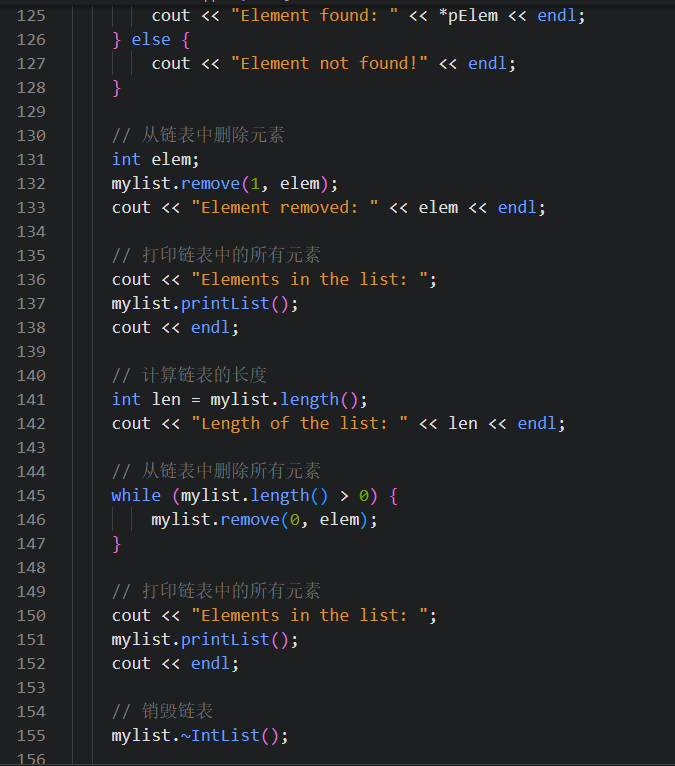 125 cout << "Element found: " << *pElem << endl;
126 } else {
127 cout << "Element not found!" << endl;
128 }
129
130 // 从链表中删除元素
131 int elem;
132 mylist.remove(1, elem);
133 cout << "Element removed: " << elem << endl;
134
135 // 打印链表中的所有元素
136 cout << "Elements in the list: ";
137 mylist.printList();
138 cout << endl;
139
140 // 计算链表的长度
141 int len = mylist.length();
142 cout << "Length of the list: " << len << endl;
143
144 // 从链表中删除所有元素
145 while (mylist.length() > 0) {
146 mylist.remove(0, elem);
147 }
148
149 // 打印链表中的所有元素
150 cout << "Elements in the list: ";
151 mylist.printList();
152 cout << endl;
153
154 // 销毁链表
155 mylist.~IntList();
156